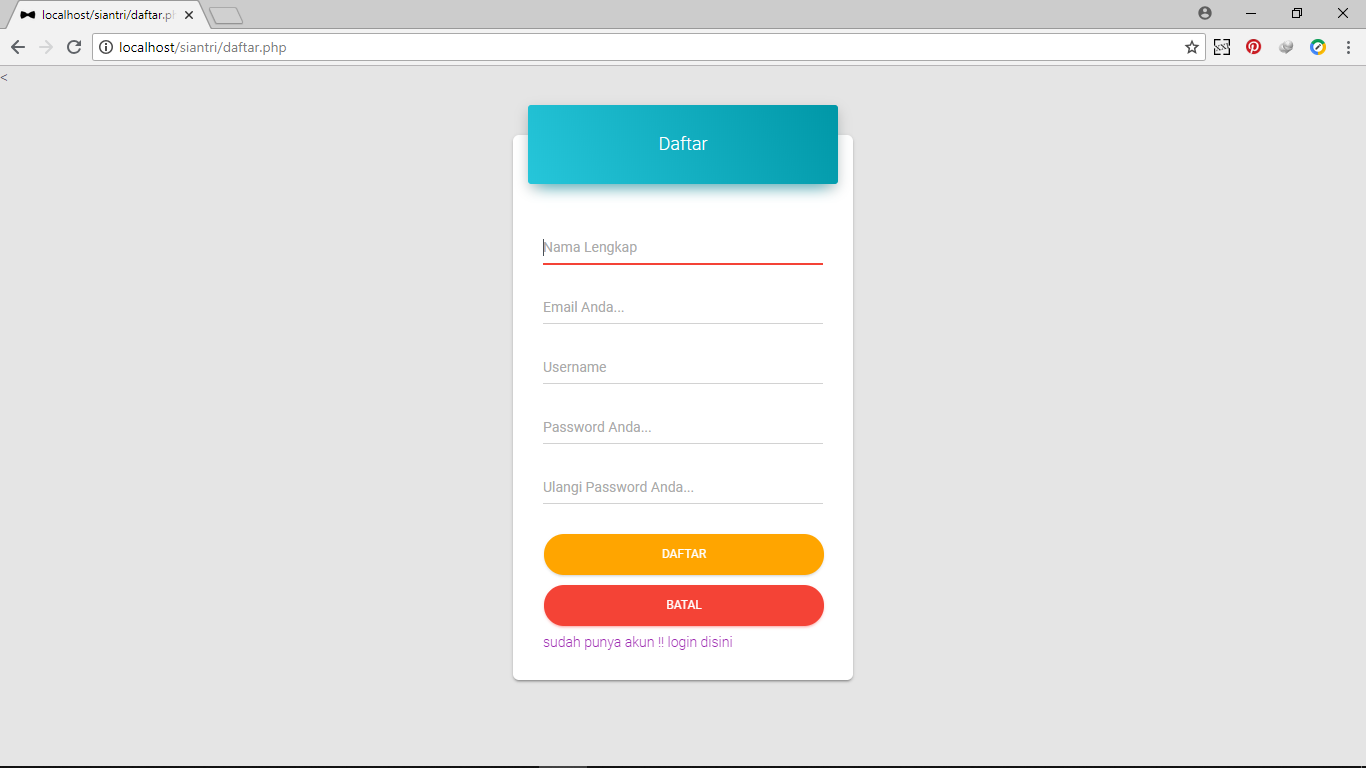 localhost/siantri/daftar.ph
localhost/siantri/daftar.php
<
Daftar
Nama Lengkap
Email Anda...
Username
Password Anda...
Ulangi Password Anda...
DAFTAR
BATAL
sudah punya akun !! login disini